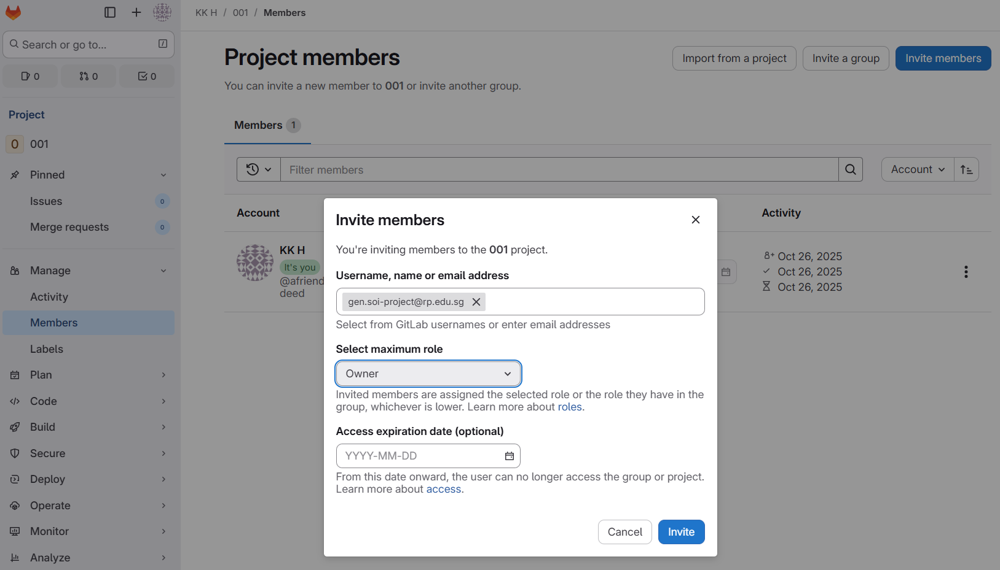 KK H / 001 / Members
Search or go to...
0
0
0
Project
0 001
Pinned
Issues 0
Merge requests 0
Manage
Activity
Members
Labels
Plan
Code
Build
Secure
Deploy
Operate
Monitor
Analyze
Project members
Import from a project
Invite a group
Invite members
You can invite a new member to 001 or invite another group.
Members 1
Filter members
Account
Account
Activity
KK H
It's you
@afriend
deed
Oct 26, 2025
Oct 26, 2025
Oct 26, 2025
Invite members
You're inviting members to the 001 project.
Username, name or email address
gen.soi-project@rp.edu.sg
Select from GitLab usernames or enter email addresses
Select maximum role
Owner
Invited members are assigned the selected role or the role they have in the
group, whichever is lower. Learn more about roles.
Access expiration date (optional)
YYYY-MM-DD
From this date onward, the user can no longer access the group or project.
Learn more about access.
Cancel
Invite